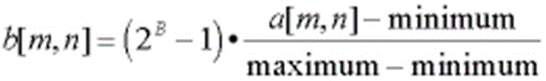 b[m,n] = (2^B − 1) • (a[m,n] − minimum) / (maximum − minimum)